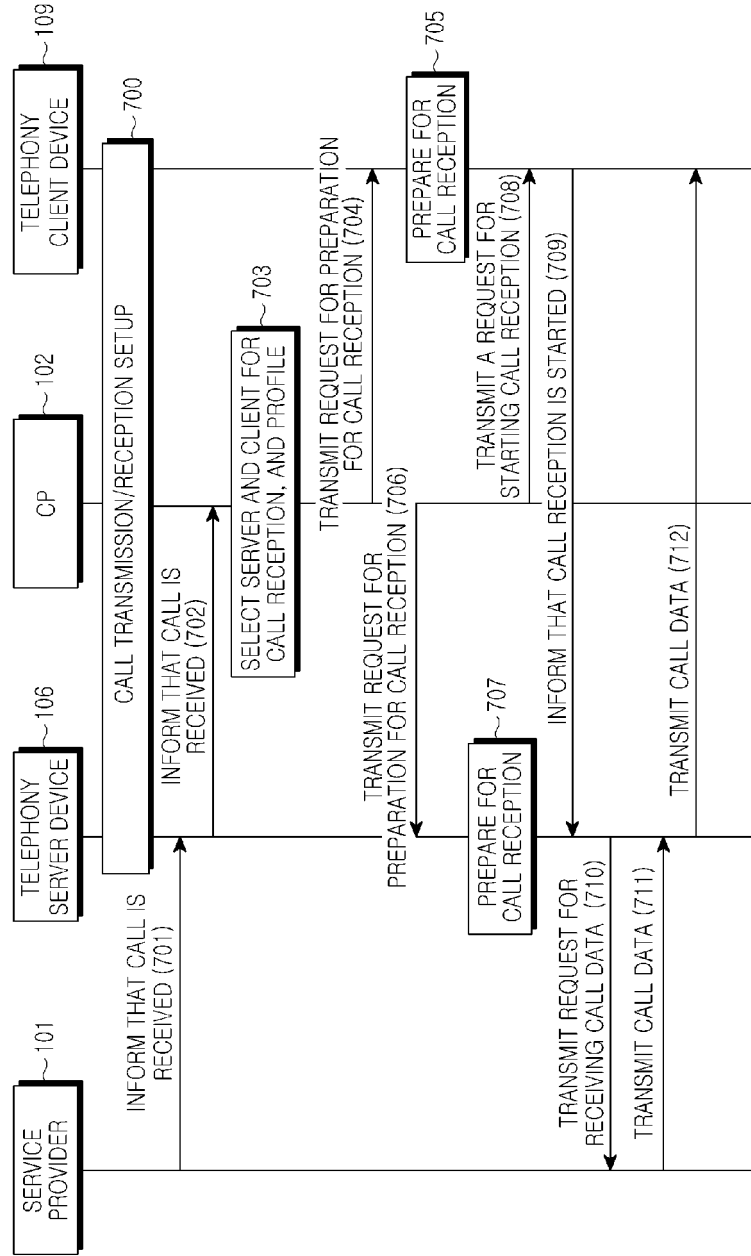 SERVICE
PROVIDER
101
TELEPHONY
SERVER DEVICE
106
CP
102
TELEPHONY
CLIENT DEVICE
109
CALL TRANSMISSION/RECEPTION SETUP
700
INFORM THAT CALL IS
RECEIVED (701)
INFORM THAT CALL IS
RECEIVED (702)
SELECT SERVER AND CLIENT FOR
CALL RECEPTION, AND PROFILE
703
TRANSMIT REQUEST FOR PREPARATION
FOR CALL RECEPTION (704)
PREPARE FOR
CALL RECEPTION
705
TRANSMIT REQUEST FOR
PREPARATION FOR CALL RECEPTION (706)
PREPARE FOR
CALL RECEPTION
707
TRANSMIT A REQUEST FOR
STARTING CALL RECEPTION (708)
INFORM THAT CALL RECEPTION IS STARTED (709)
TRANSMIT REQUEST FOR
RECEIVING CALL DATA (710)
TRANSMIT CALL DATA (711)
TRANSMIT CALL DATA (712)